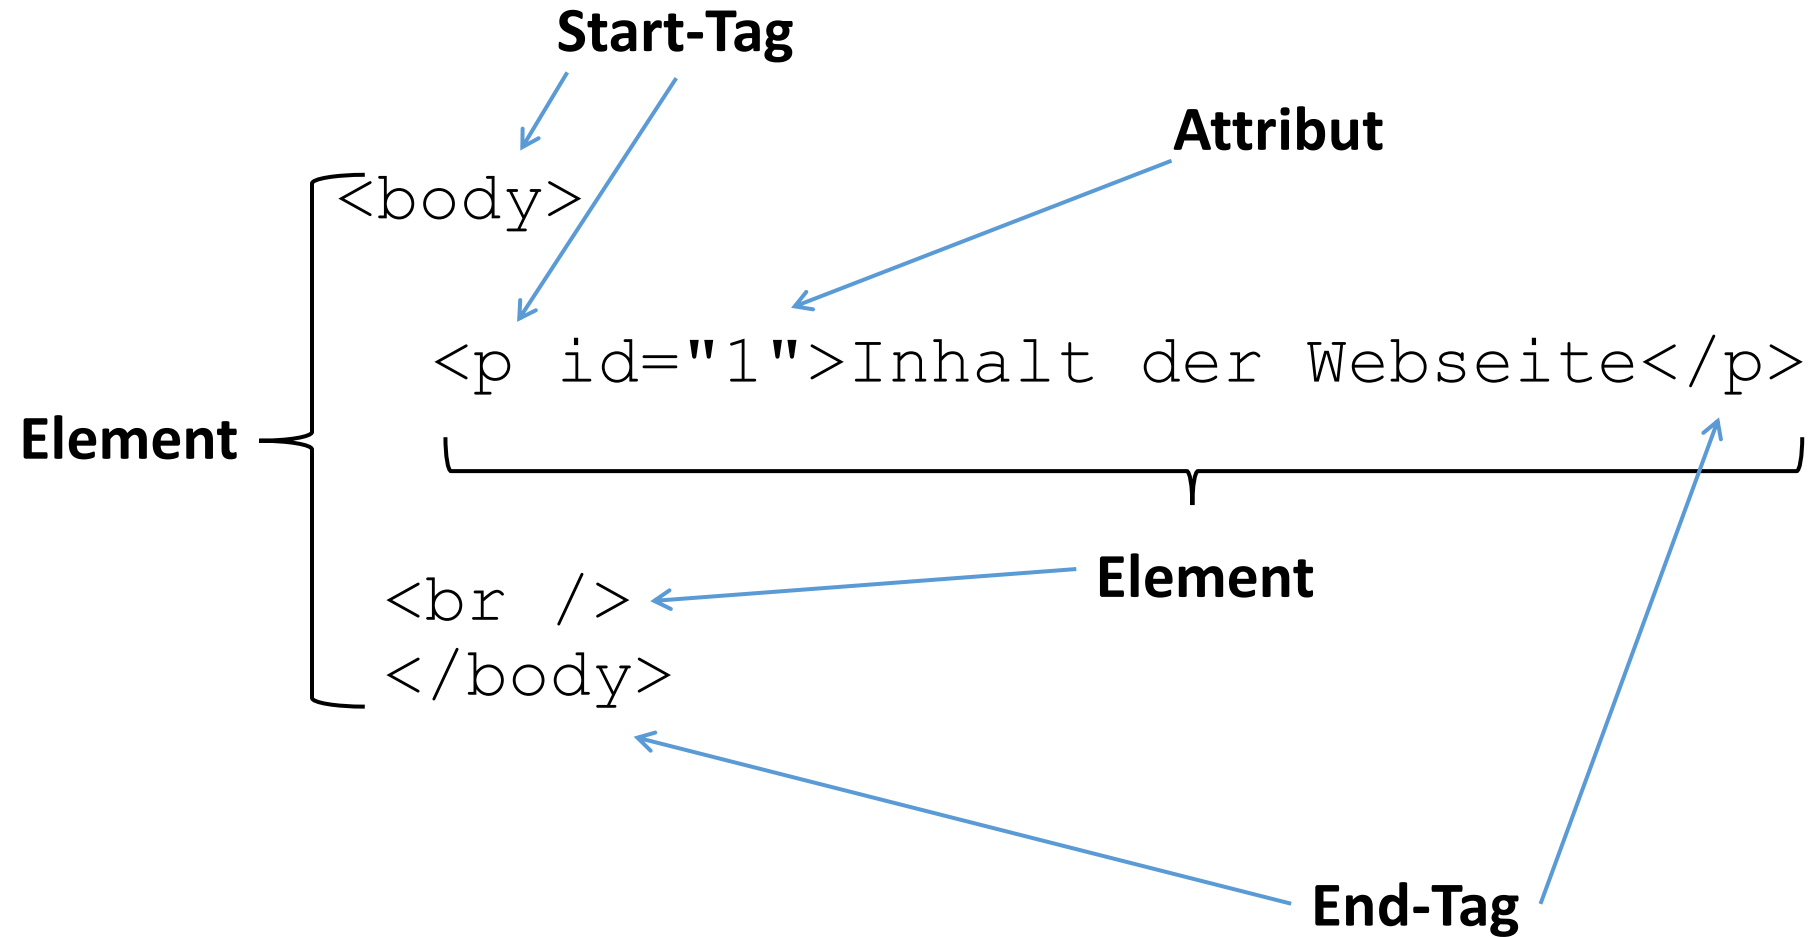 Start-Tag
Attribut
<body>
<p id="1">Inhalt der Webseite</p>
Element
Element
<br />
</body>
End-Tag